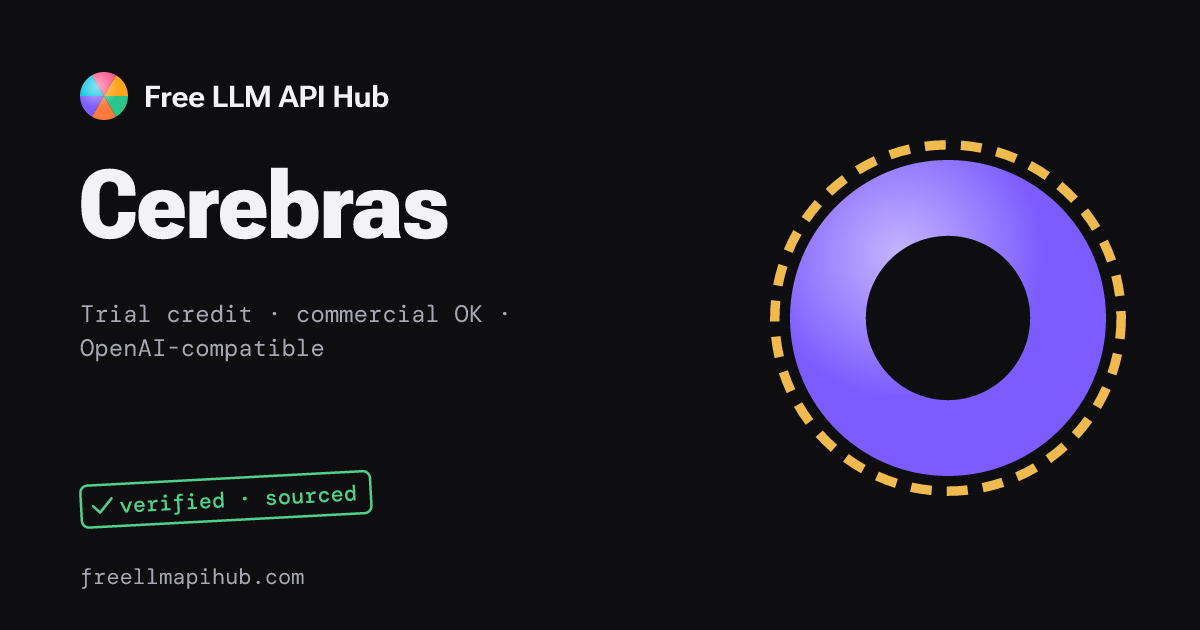 Free LLM API Hub
Cerebras
Trial credit · commercial OK ·
OpenAI-compatible
verified · sourced
freellmapihub.com